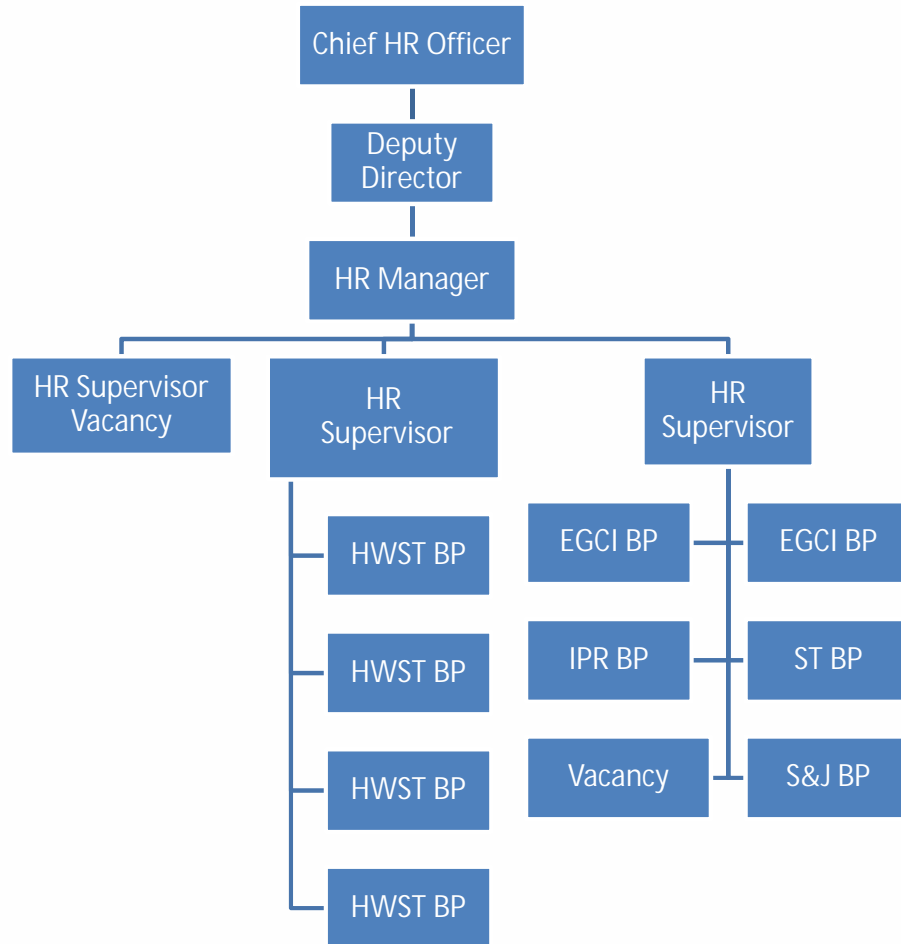 Chief HR Officer
Deputy
Director
HR Manager
HR Supervisor
Vacancy
HR
Supervisor
HR
Supervisor
HWST BP
HWST BP
HWST BP
HWST BP
EGCI BP
EGCI BP
IPR BP
ST BP
Vacancy
S&J BP